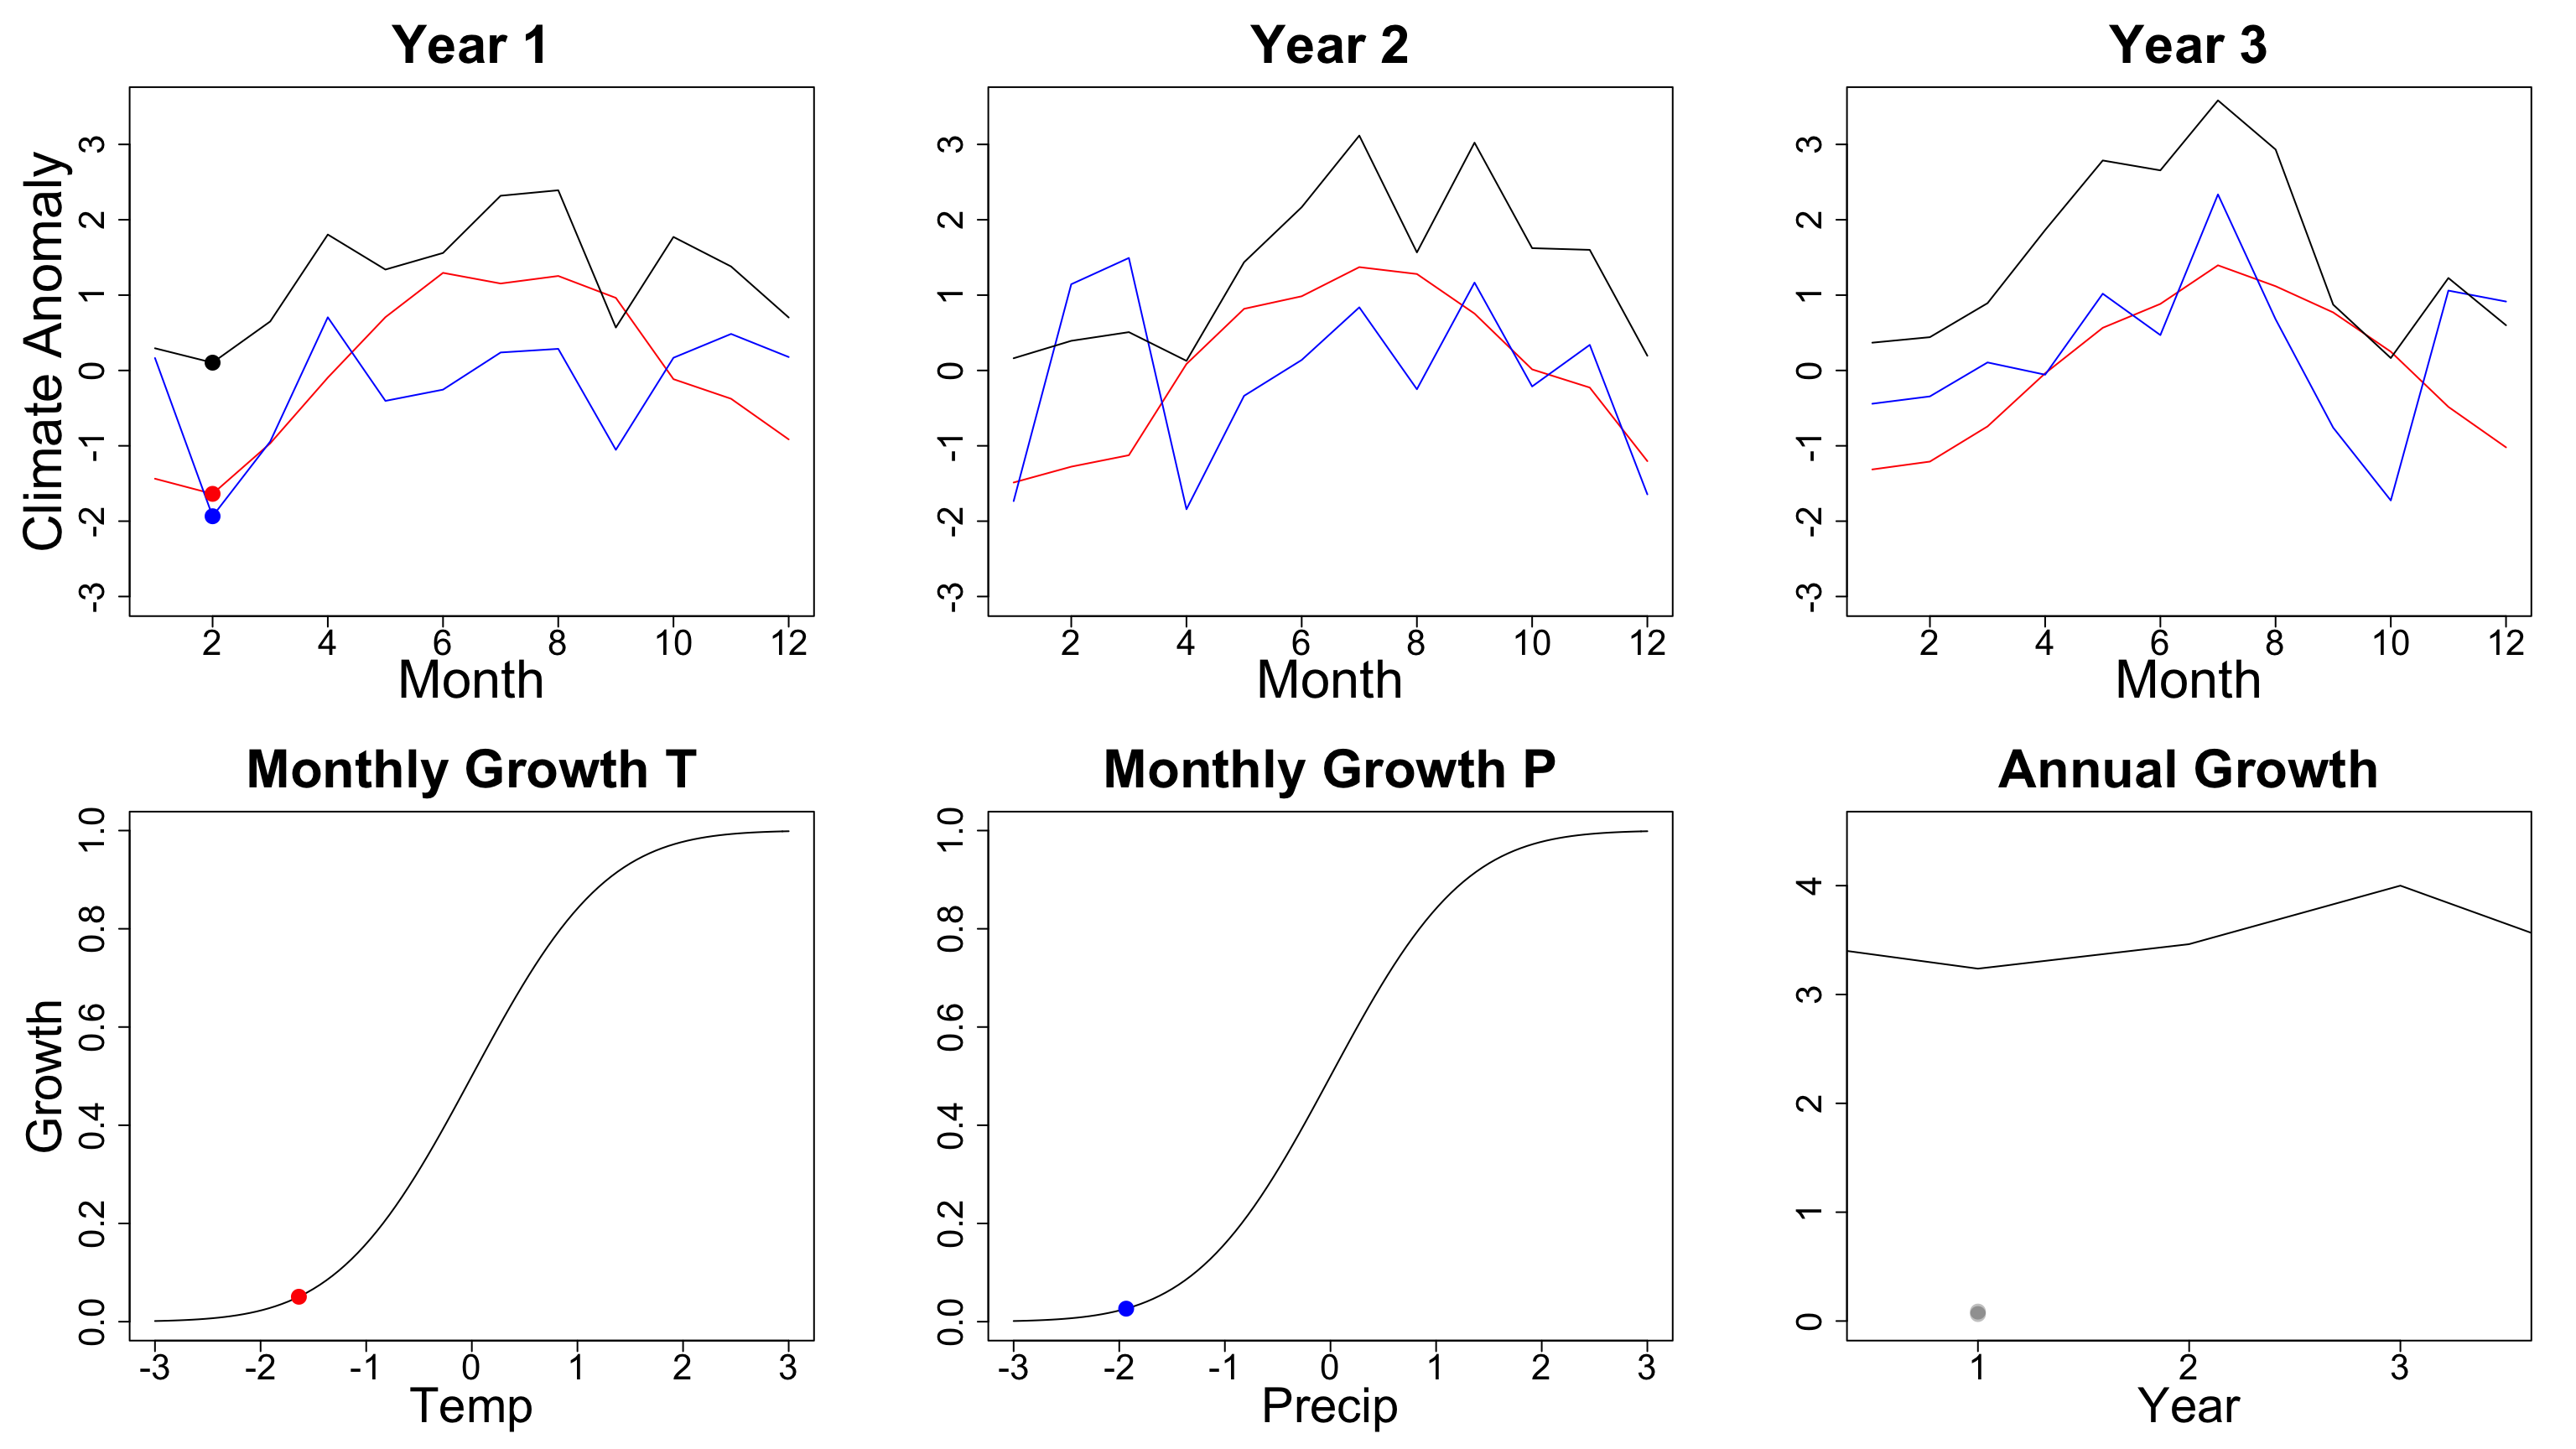 Year 1
Year 2
Year 3
Climate Anomaly
-3 -2 -1 0 1 2 3
2 4 6 8 10 12
Month
-3 -2 -1 0 1 2 3
2 4 6 8 10 12
Month
-3 -2 -1 0 1 2 3
2 4 6 8 10 12
Month
Monthly Growth T
Monthly Growth P
Annual Growth
Growth
0.0 0.2 0.4 0.6 0.8 1.0
-3 -2 -1 0 1 2 3
Temp
0.0 0.2 0.4 0.6 0.8 1.0
-3 -2 -1 0 1 2 3
Precip
0 1 2 3 4
1 2 3
Year